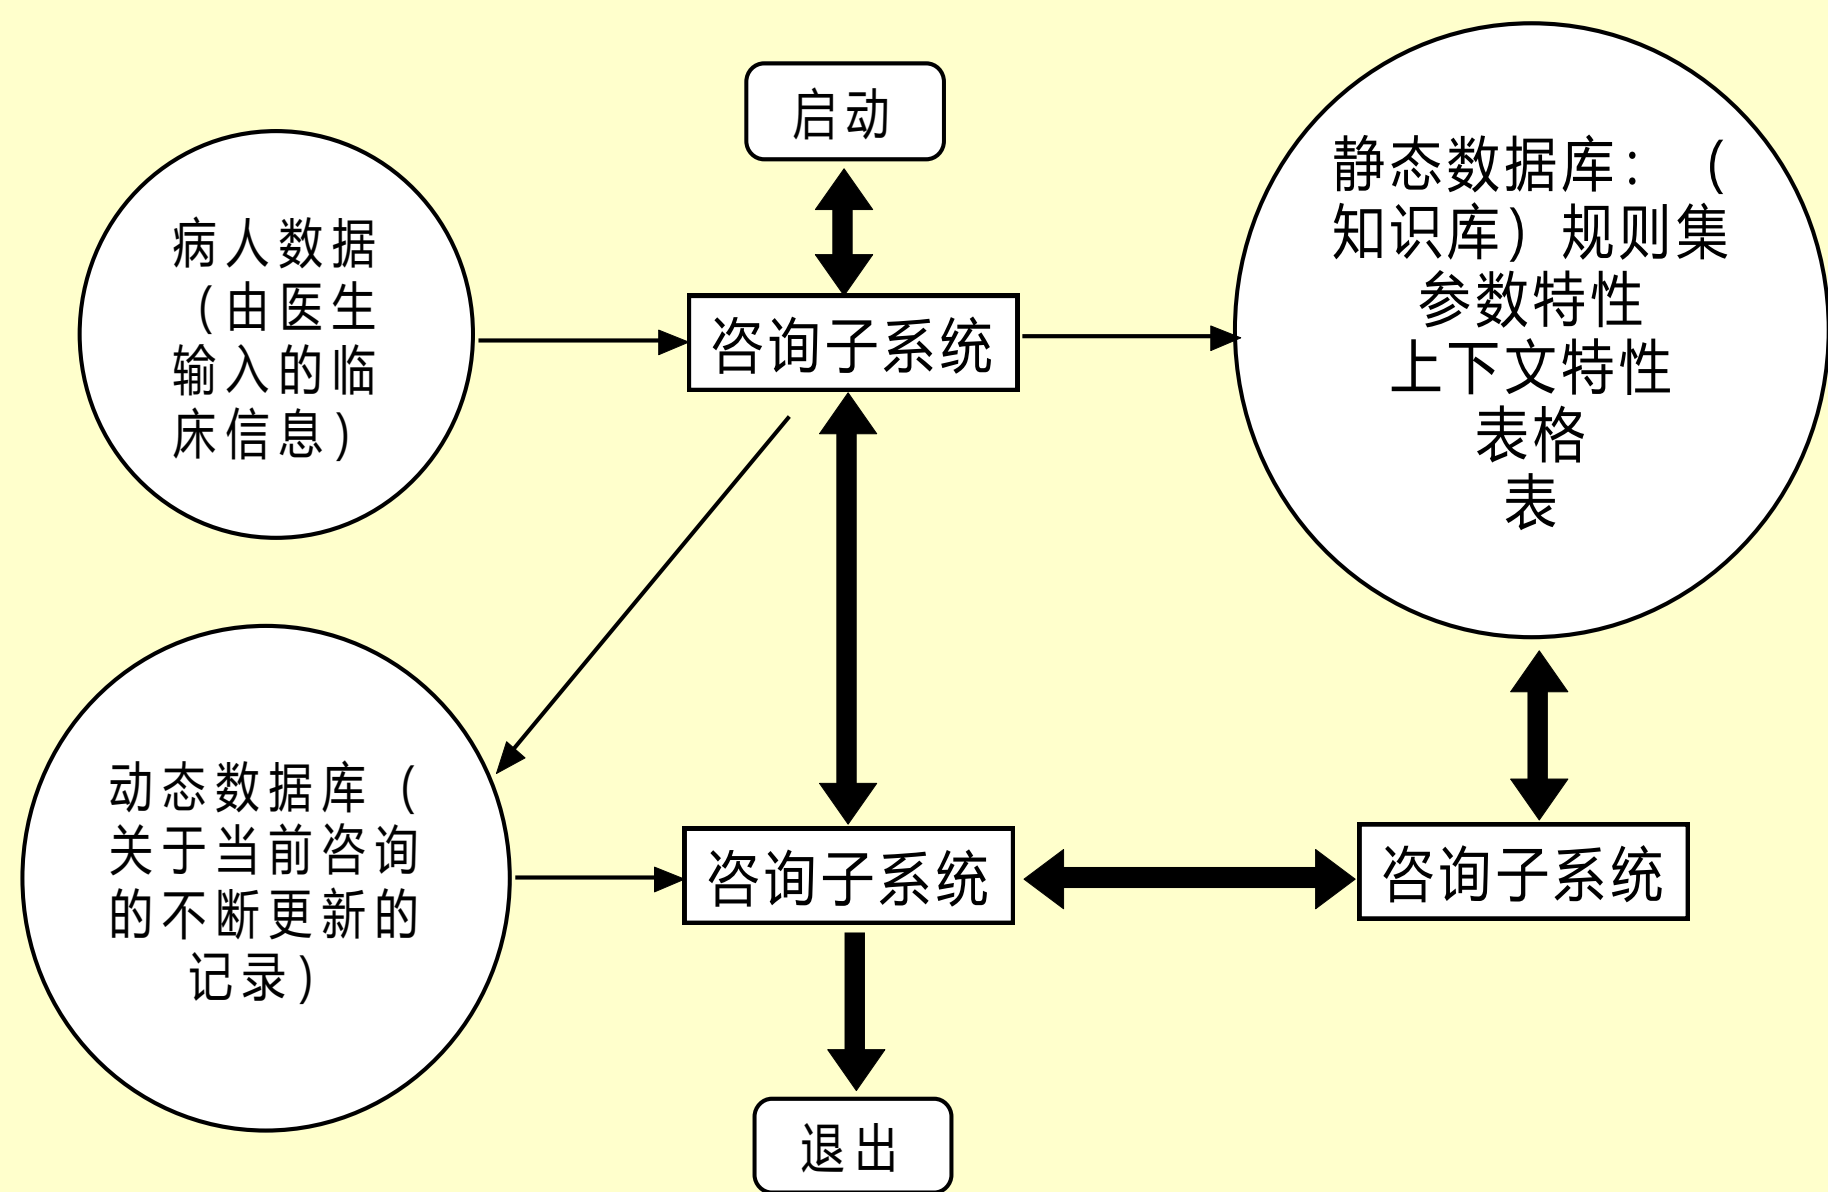 启动
病人数据
（由医生
输入的临
床信息）
咨询子系统
静态数据库：（
知识库）规则集
参数特性
上下文特性
表格
表
动态数据库（
关于当前咨询
的不断更新的
记录）
咨询子系统
咨询子系统
退出